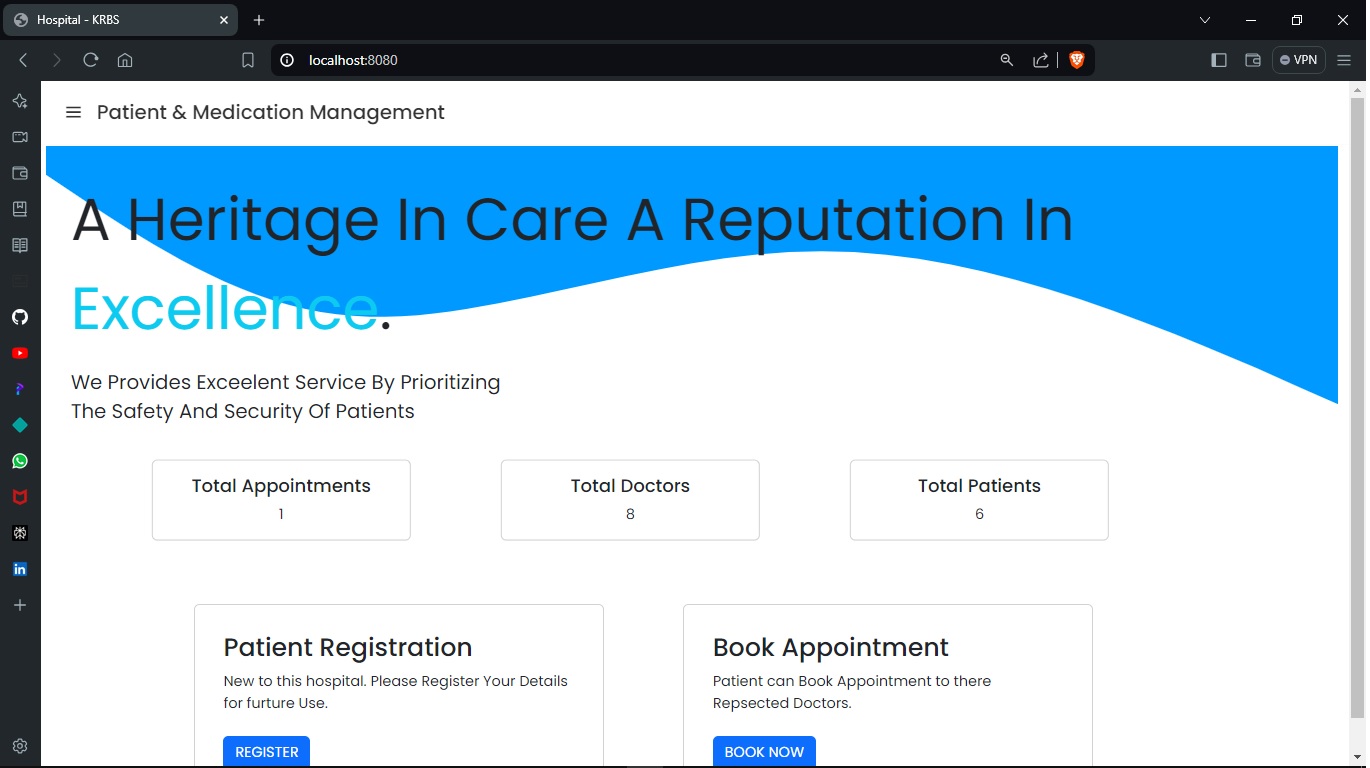 Hospital - KRBS
localhost:8080
VPN
Patient & Medication Management
A Heritage In Care A Reputation In
Excellence.
We Provides Exceelent Service By Prioritizing
The Safety And Security Of Patients
Total Appointments
1
Total Doctors
8
Total Patients
6
Patient Registration
New to this hospital. Please Register Your Details
for furture Use.
REGISTER
Book Appointment
Patient can Book Appointment to there
Repsected Doctors.
BOOK NOW